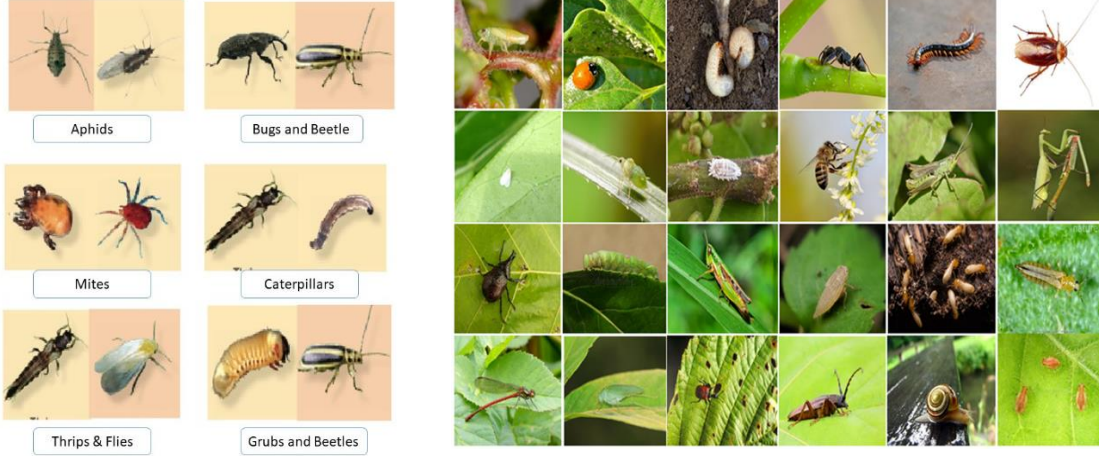 Aphids
Bugs and Beetle
Mites
Caterpillars
Thrips & Flies
Grubs and Beetles